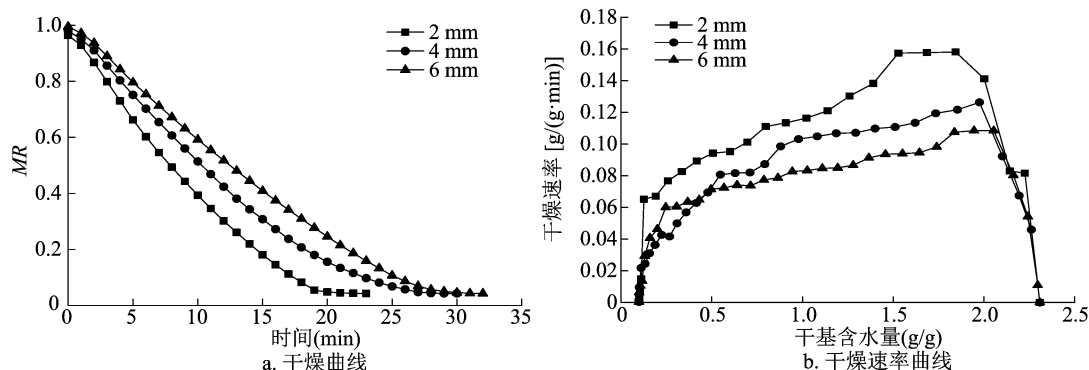 1.0
0.8
0.6
0.4
0.2
0
MR
2 mm
4 mm
6 mm
0 5 10 15 20 25 30 35
时间(min)
a. 干燥曲线
0.18
0.16
0.14
0.12
0.10
0.08
0.06
0.04
0.02
0
干燥速率 [g/(g·min)]
2 mm
4 mm
6 mm
0 0.5 1.0 1.5 2.0 2.5
干基含水量(g/g)
b. 干燥速率曲线